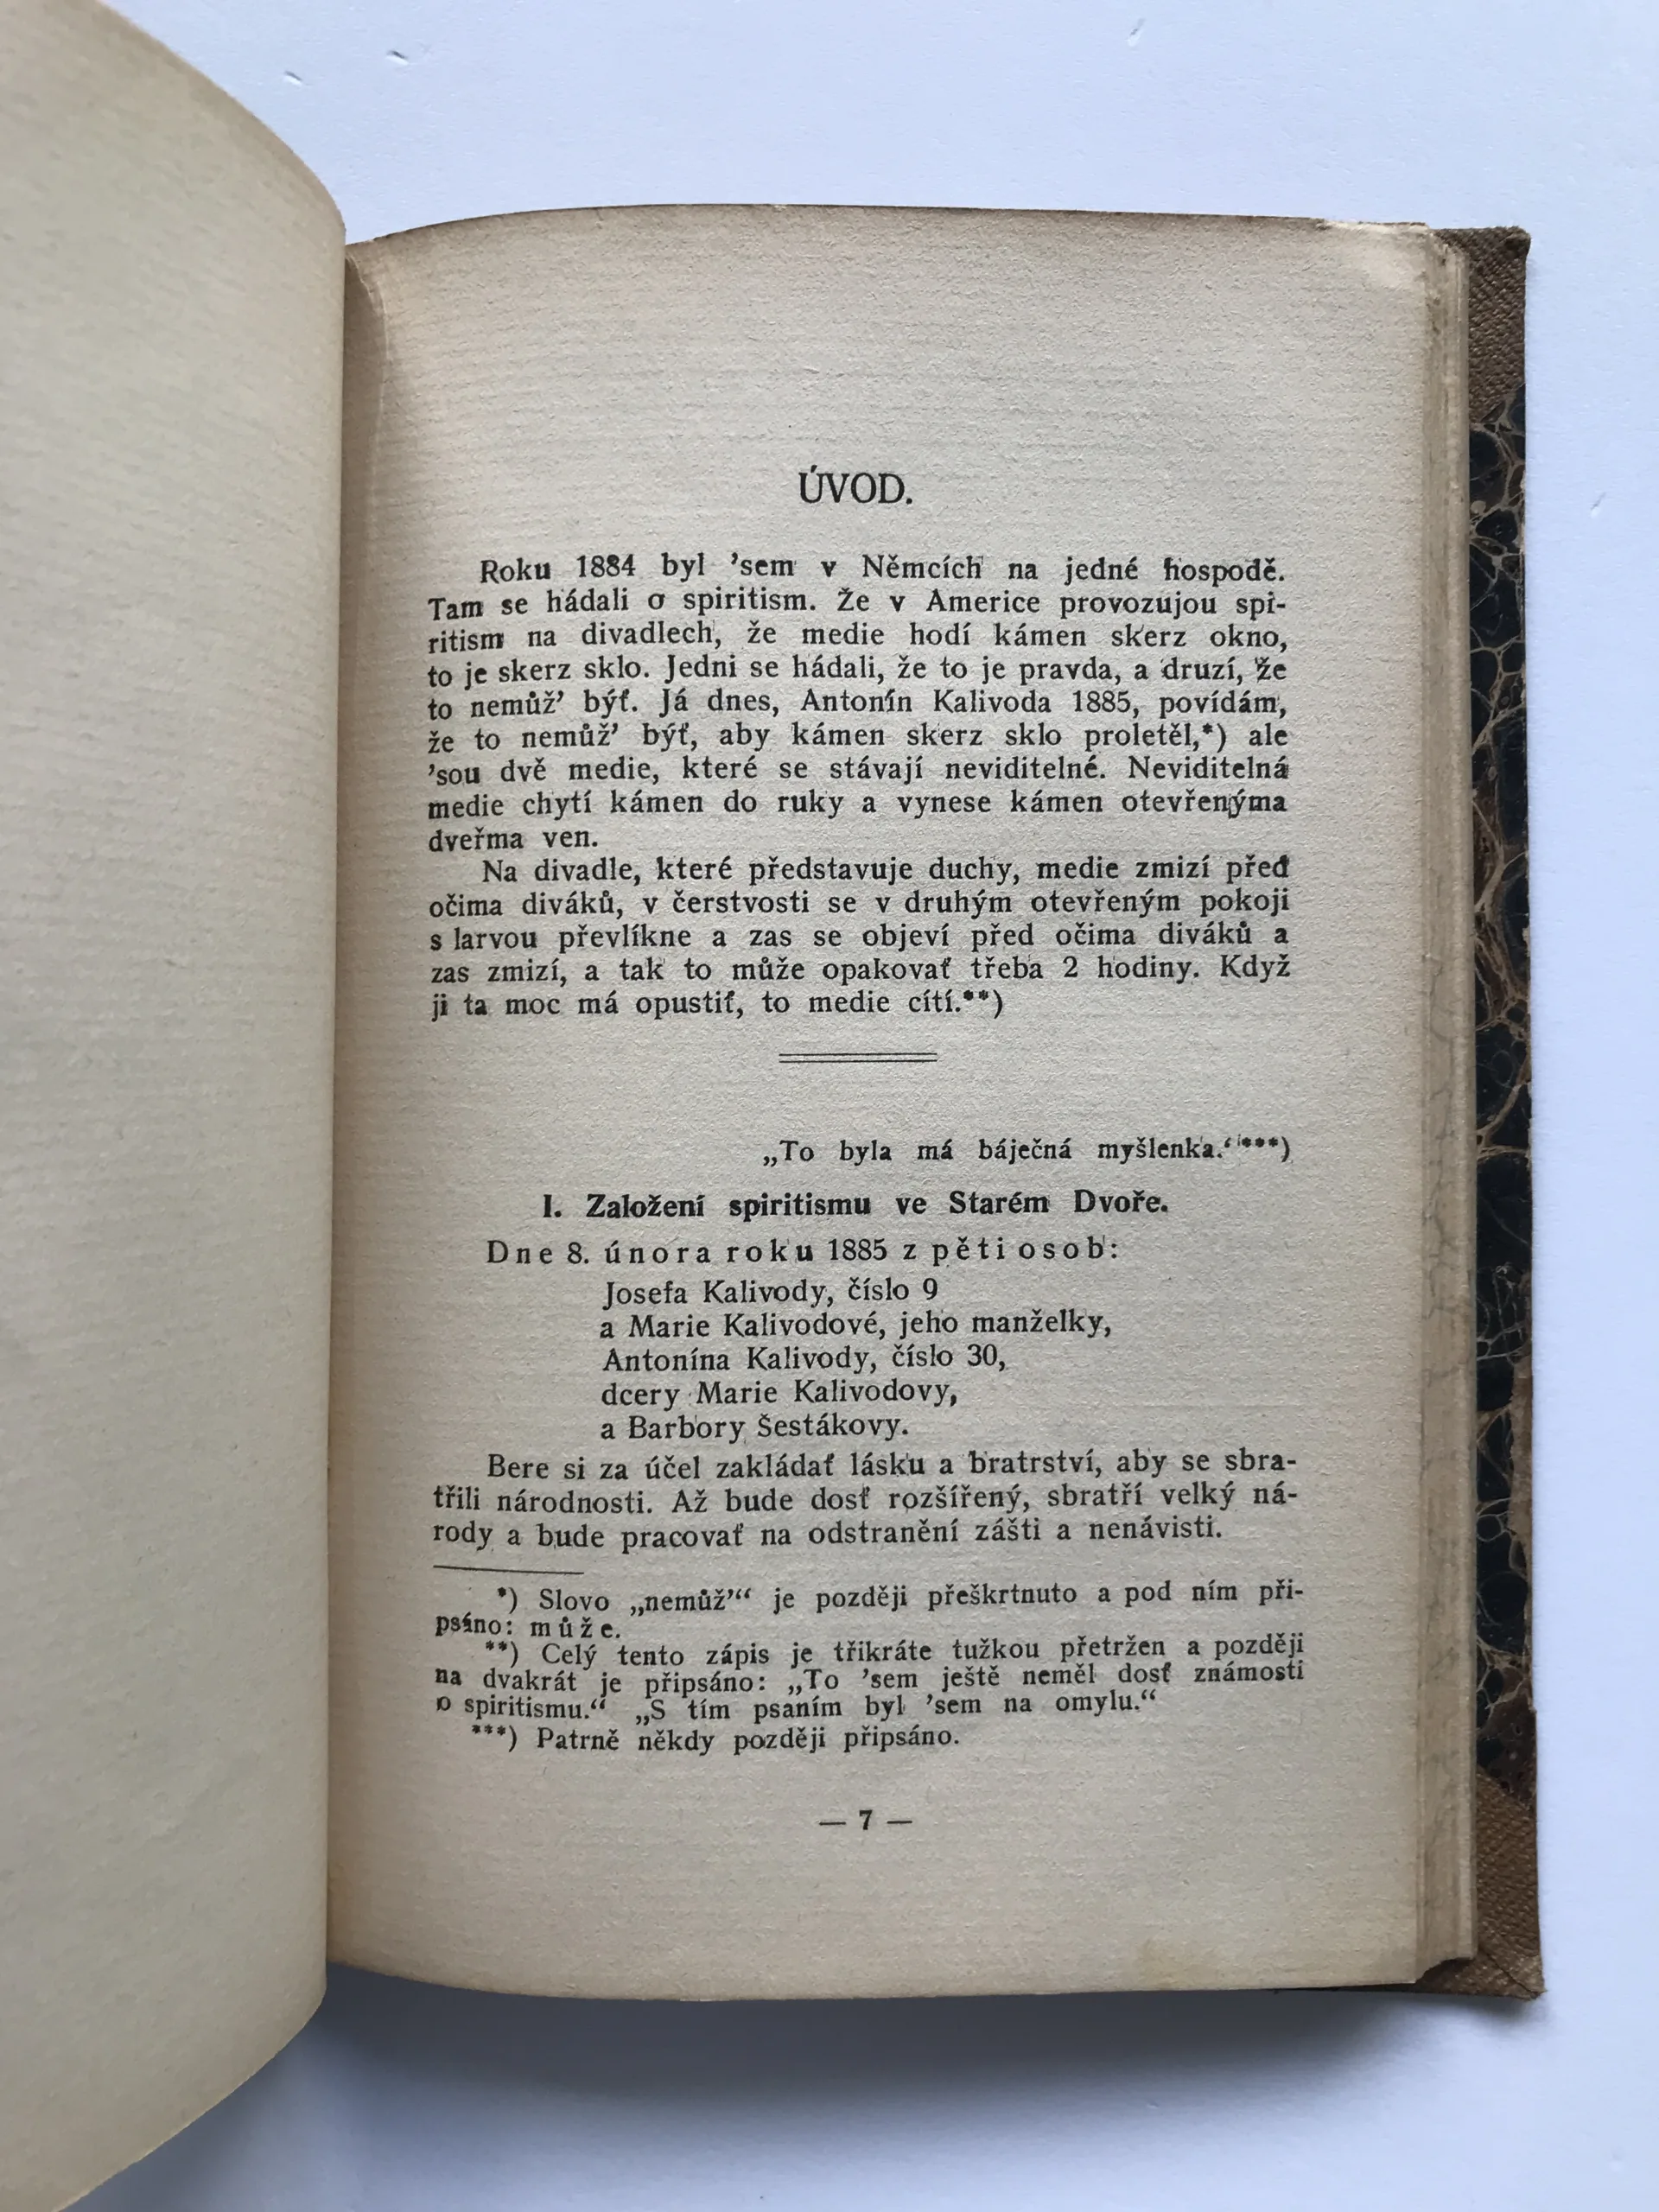 ÚVOD.
Roku 1884 byl ’sem v Němcích na jedné hospodě.
Tam se hádali o spiritism. Že v Americe provozujou spi-
ritism na divadlech, že medie hodí kámen skerz okno,
to je skerz sklo. Jedni se hádali, že to je pravda, a druzí, že
to nemůž’ býť. Já dnes, Antonín Kalivoda 1885, povídám,
že to nemůž’ býť, aby kámen skerz sklo proletěl,*) ale
’sou dvě medie, které se stávají neviditelné. Neviditelná
medie chytí kámen do ruky a vynese kámen otevřenýma
dveřma ven.
Na divadle, které představuje duchy, medie zmizí před
očima diváků, v čerstvosti se v druhým otevřeným pokoji
s larvou převlíkne a zas se objeví před očima diváků a
zas zmizí, a tak to může opakovať třeba 2 hodiny. Když
ji ta moc má opustiť, to medie cítí.**)
„To byla má báječná myšlenka.“***)
I. Založení spiritismu ve Starém Dvoře.
Dne 8. února roku 1885 z pěti osob:
Josefa Kalivody, číslo 9
a Marie Kalivodové, jeho manželky,
Antonína Kalivody, číslo 30,
dcery Marie Kalivodovy,
a Barbory Šestákovy.
Bere si za účel zakládať lásku a bratrství, aby se sbra-
třili národnosti. Až bude dosť rozšířený, sbratří velký ná-
rody a bude pracovať na odstranění zášti a nenávisti.
*) Slovo „nemůž’“ je později přeškrtnuto a pod ním při-
psáno: může.
**) Celý tento zápis je třikráte tužkou přetržen a později
na dvakrát je připsáno: „To ’sem ještě neměl dosť známosti
o spiritismu.“ „S tím psaním byl ’sem na omylu.“
***) Patrně někdy později připsáno.
— 7 —